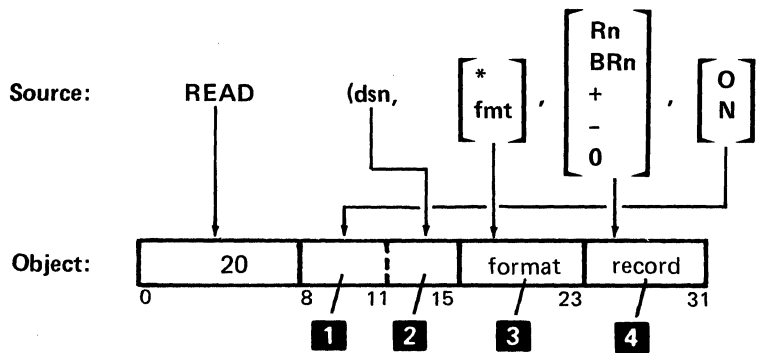 Rn
BRn
+
–
0
*
fmt
,
,
O
N
Source: READ (dsn,
Object: 20 format record
0 8 11 15 23 31
1 2 3 4